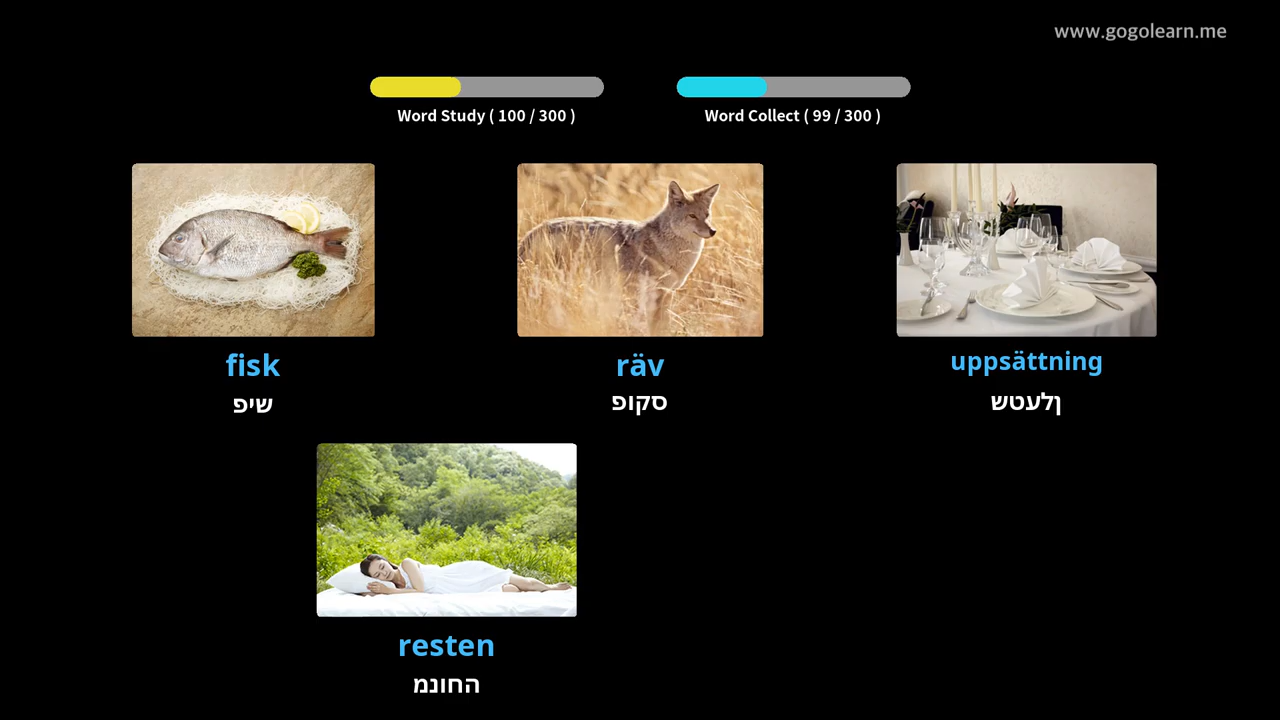 www.gogolearn.me
Word Study ( 100 / 300 )
Word Collect ( 99 / 300 )
fisk
פיש
räv
פוקס
uppsättning
שטעלן
resten
מנוחה